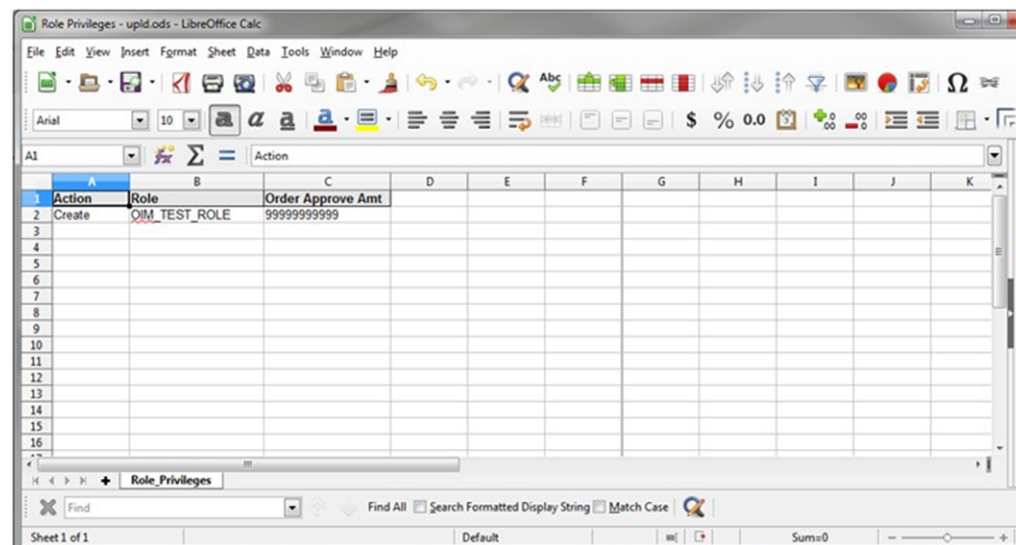 Role Privileges - upld.ods - LibreOffice Calc
File Edit View Insert Format Sheet Data Tools Window Help
Abc Ω
Arial 10 a a a a $ % 0.0
A1 Σ = Action
A B C D E F G H I J K
1 Action Role Order Approve Amt
2 Create OIM_TEST_ROLE 99999999999
3
4
5
6
7
8
9
10
11
12
13
14
15
16
Role_Privileges
Find Find All Search Formatted Display String Match Case
Sheet 1 of 1 Default Sum=0